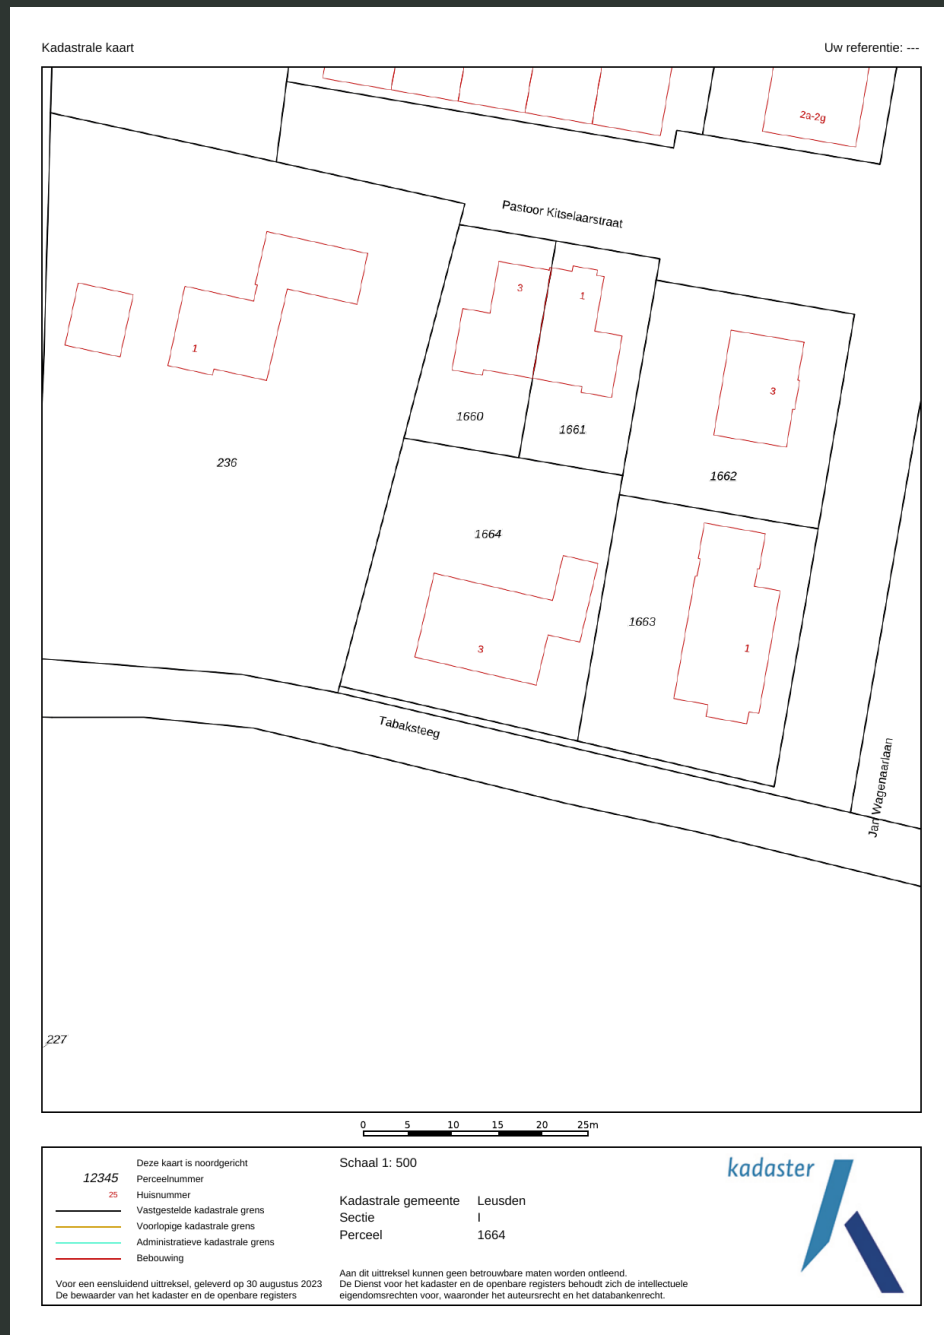 Kadastrale kaart
Uw referentie: ---
2a-2g
Pastoor Kitselaarstraat
3
1
1
3
1660
1661
236
1662
1664
1663
3
1
Tabaksteeg
Jan Wagenaarlaan
227
0 5 10 15 20 25m
Deze kaart is noordgericht
12345 Perceelnummer
25 Huisnummer
Vastgestelde kadastrale grens
Voorlopige kadastrale grens
Administratieve kadastrale grens
Bebouwing
Voor een eensluidend uittreksel, geleverd op 30 augustus 2023
De bewaarder van het kadaster en de openbare registers
Schaal 1: 500
Kadastrale gemeente Leusden
Sectie I
Perceel 1664
Aan dit uittreksel kunnen geen betrouwbare maten worden ontleend.
De Dienst voor het kadaster en de openbare registers behoudt zich de intellectuele
eigendomsrechten voor, waaronder het auteursrecht en het databankenrecht.
kadaster